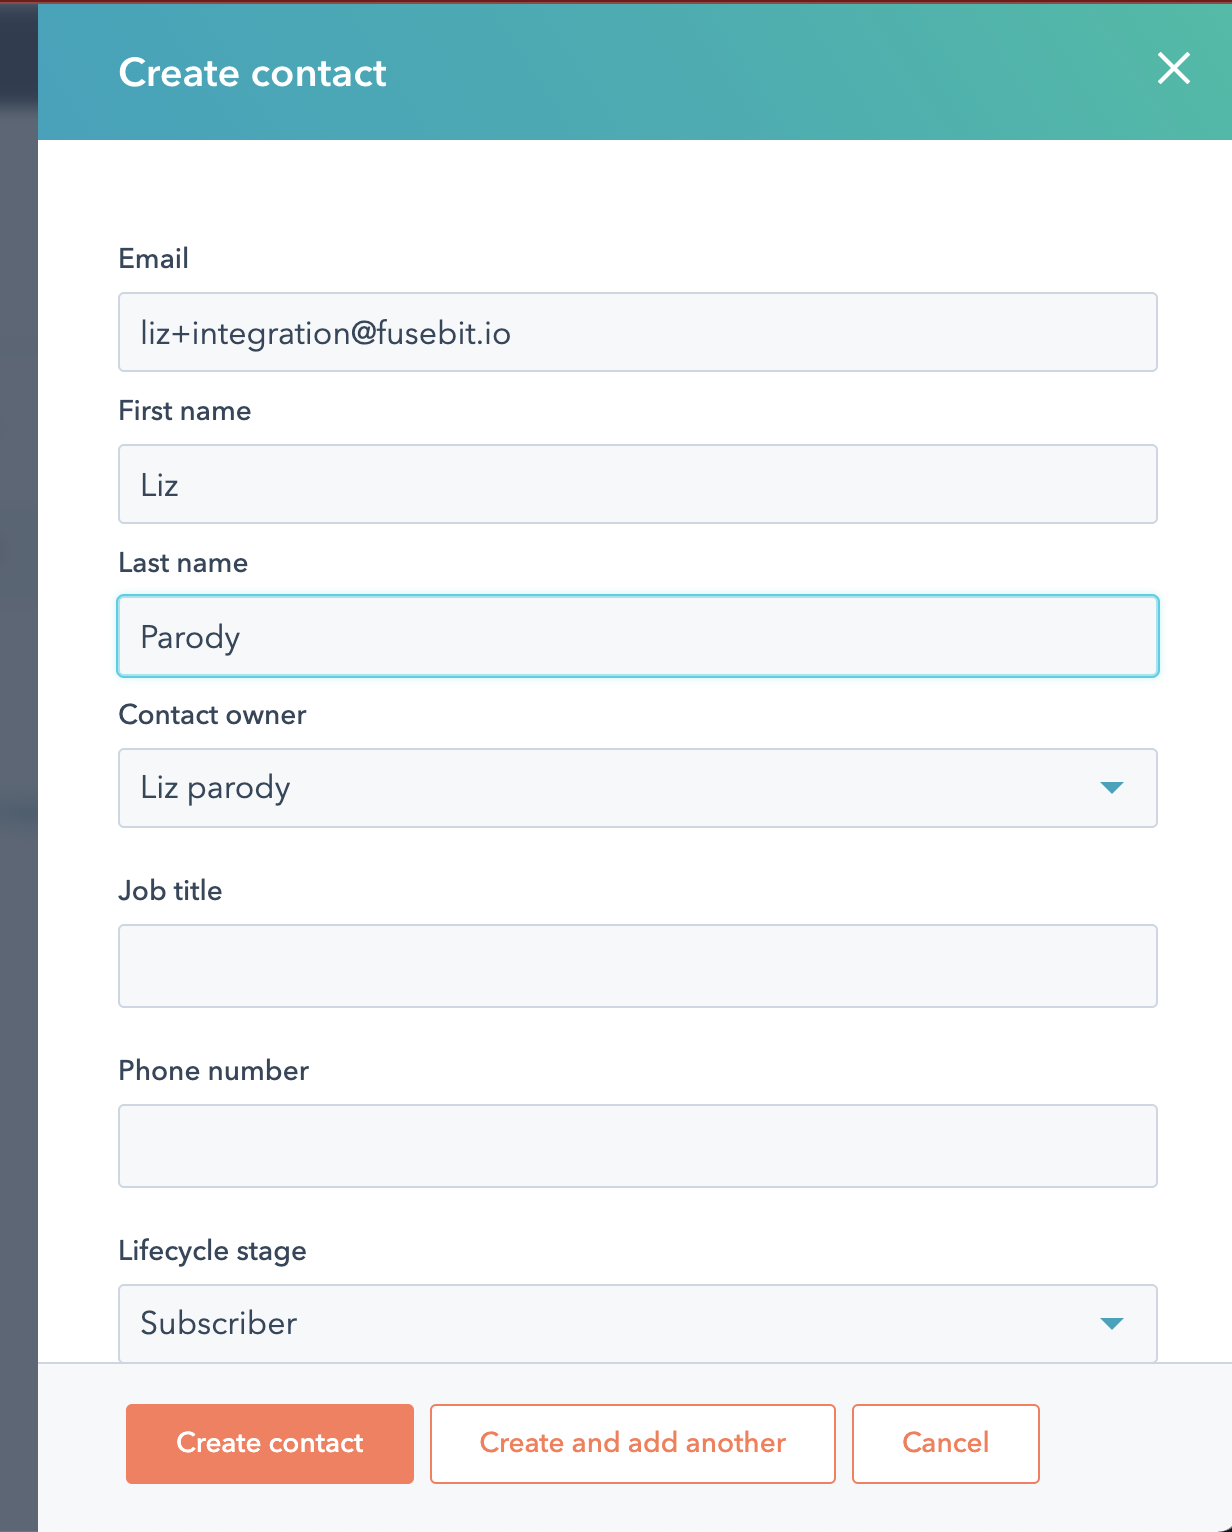 Create contact
Email
liz+integration@fusebit.io
First name
Liz
Last name
Parody
Contact owner
Liz parody
Job title
Phone number
Lifecycle stage
Subscriber
Create contact
Create and add another
Cancel